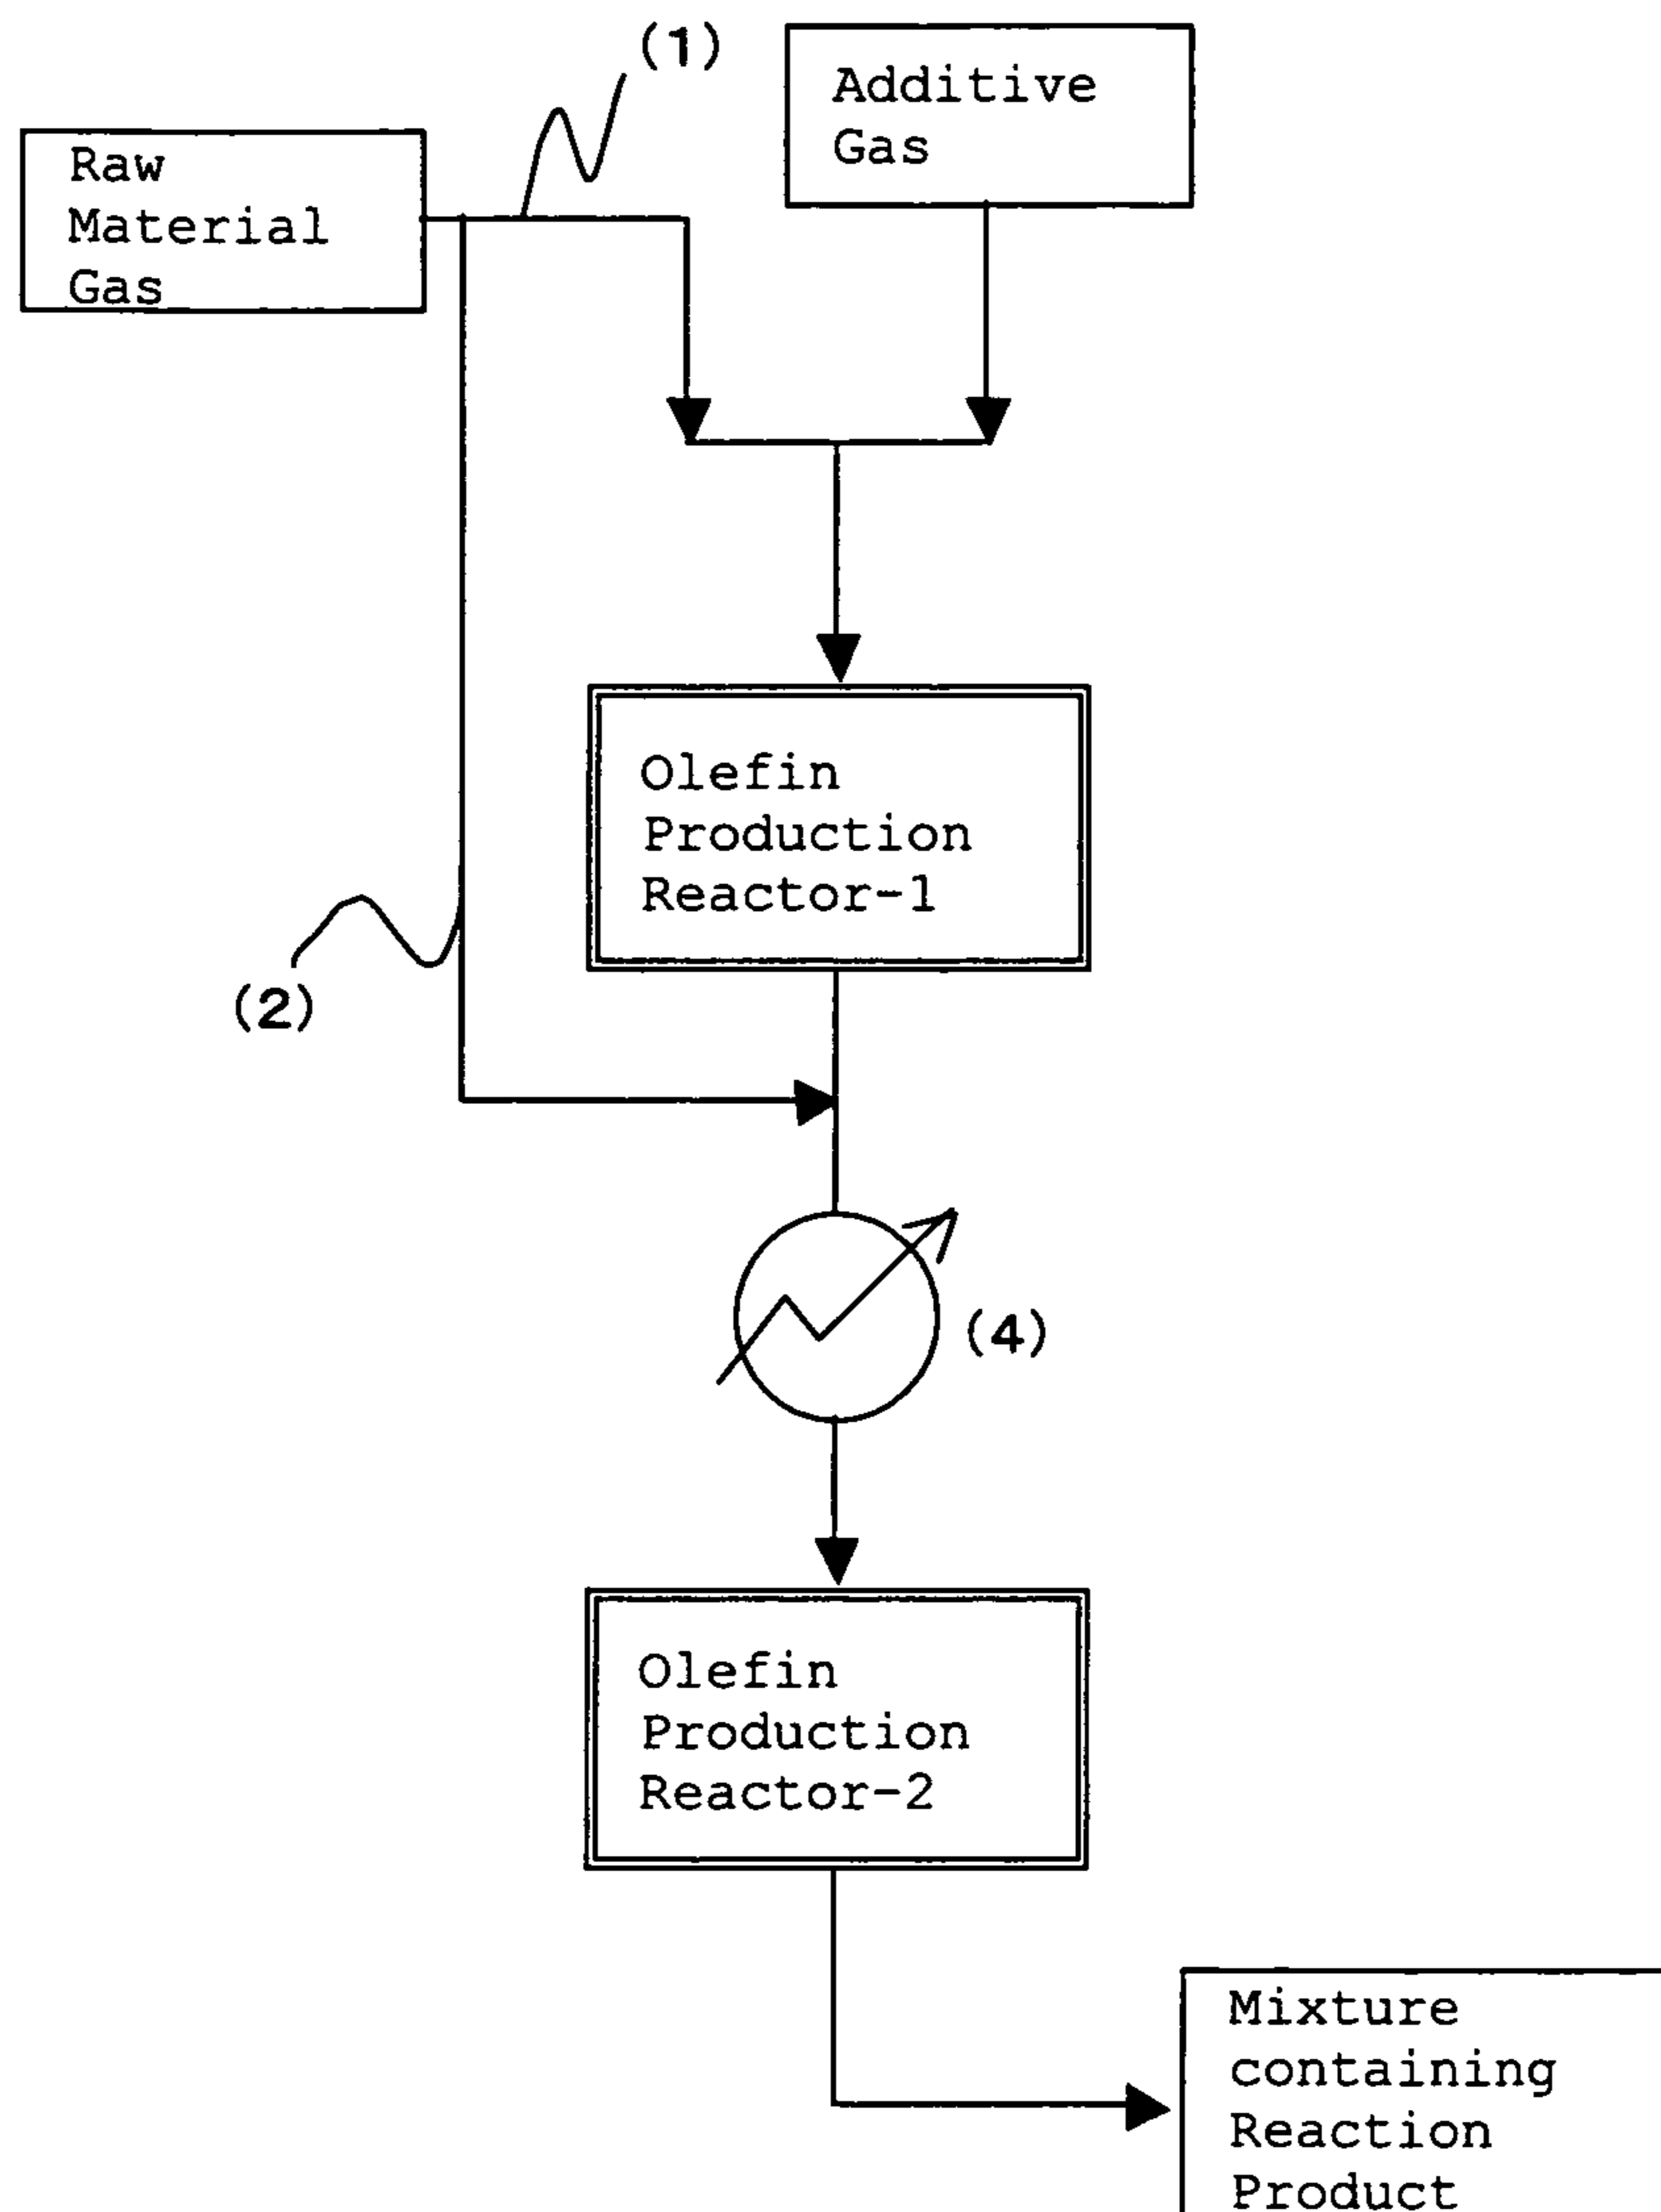 (1)
Additive
Gas
Raw
Material
Gas
Olefin
Production
Reactor-1
(2)
(4)
Olefin
Production
Reactor-2
Mixture
containing
Reaction
Product